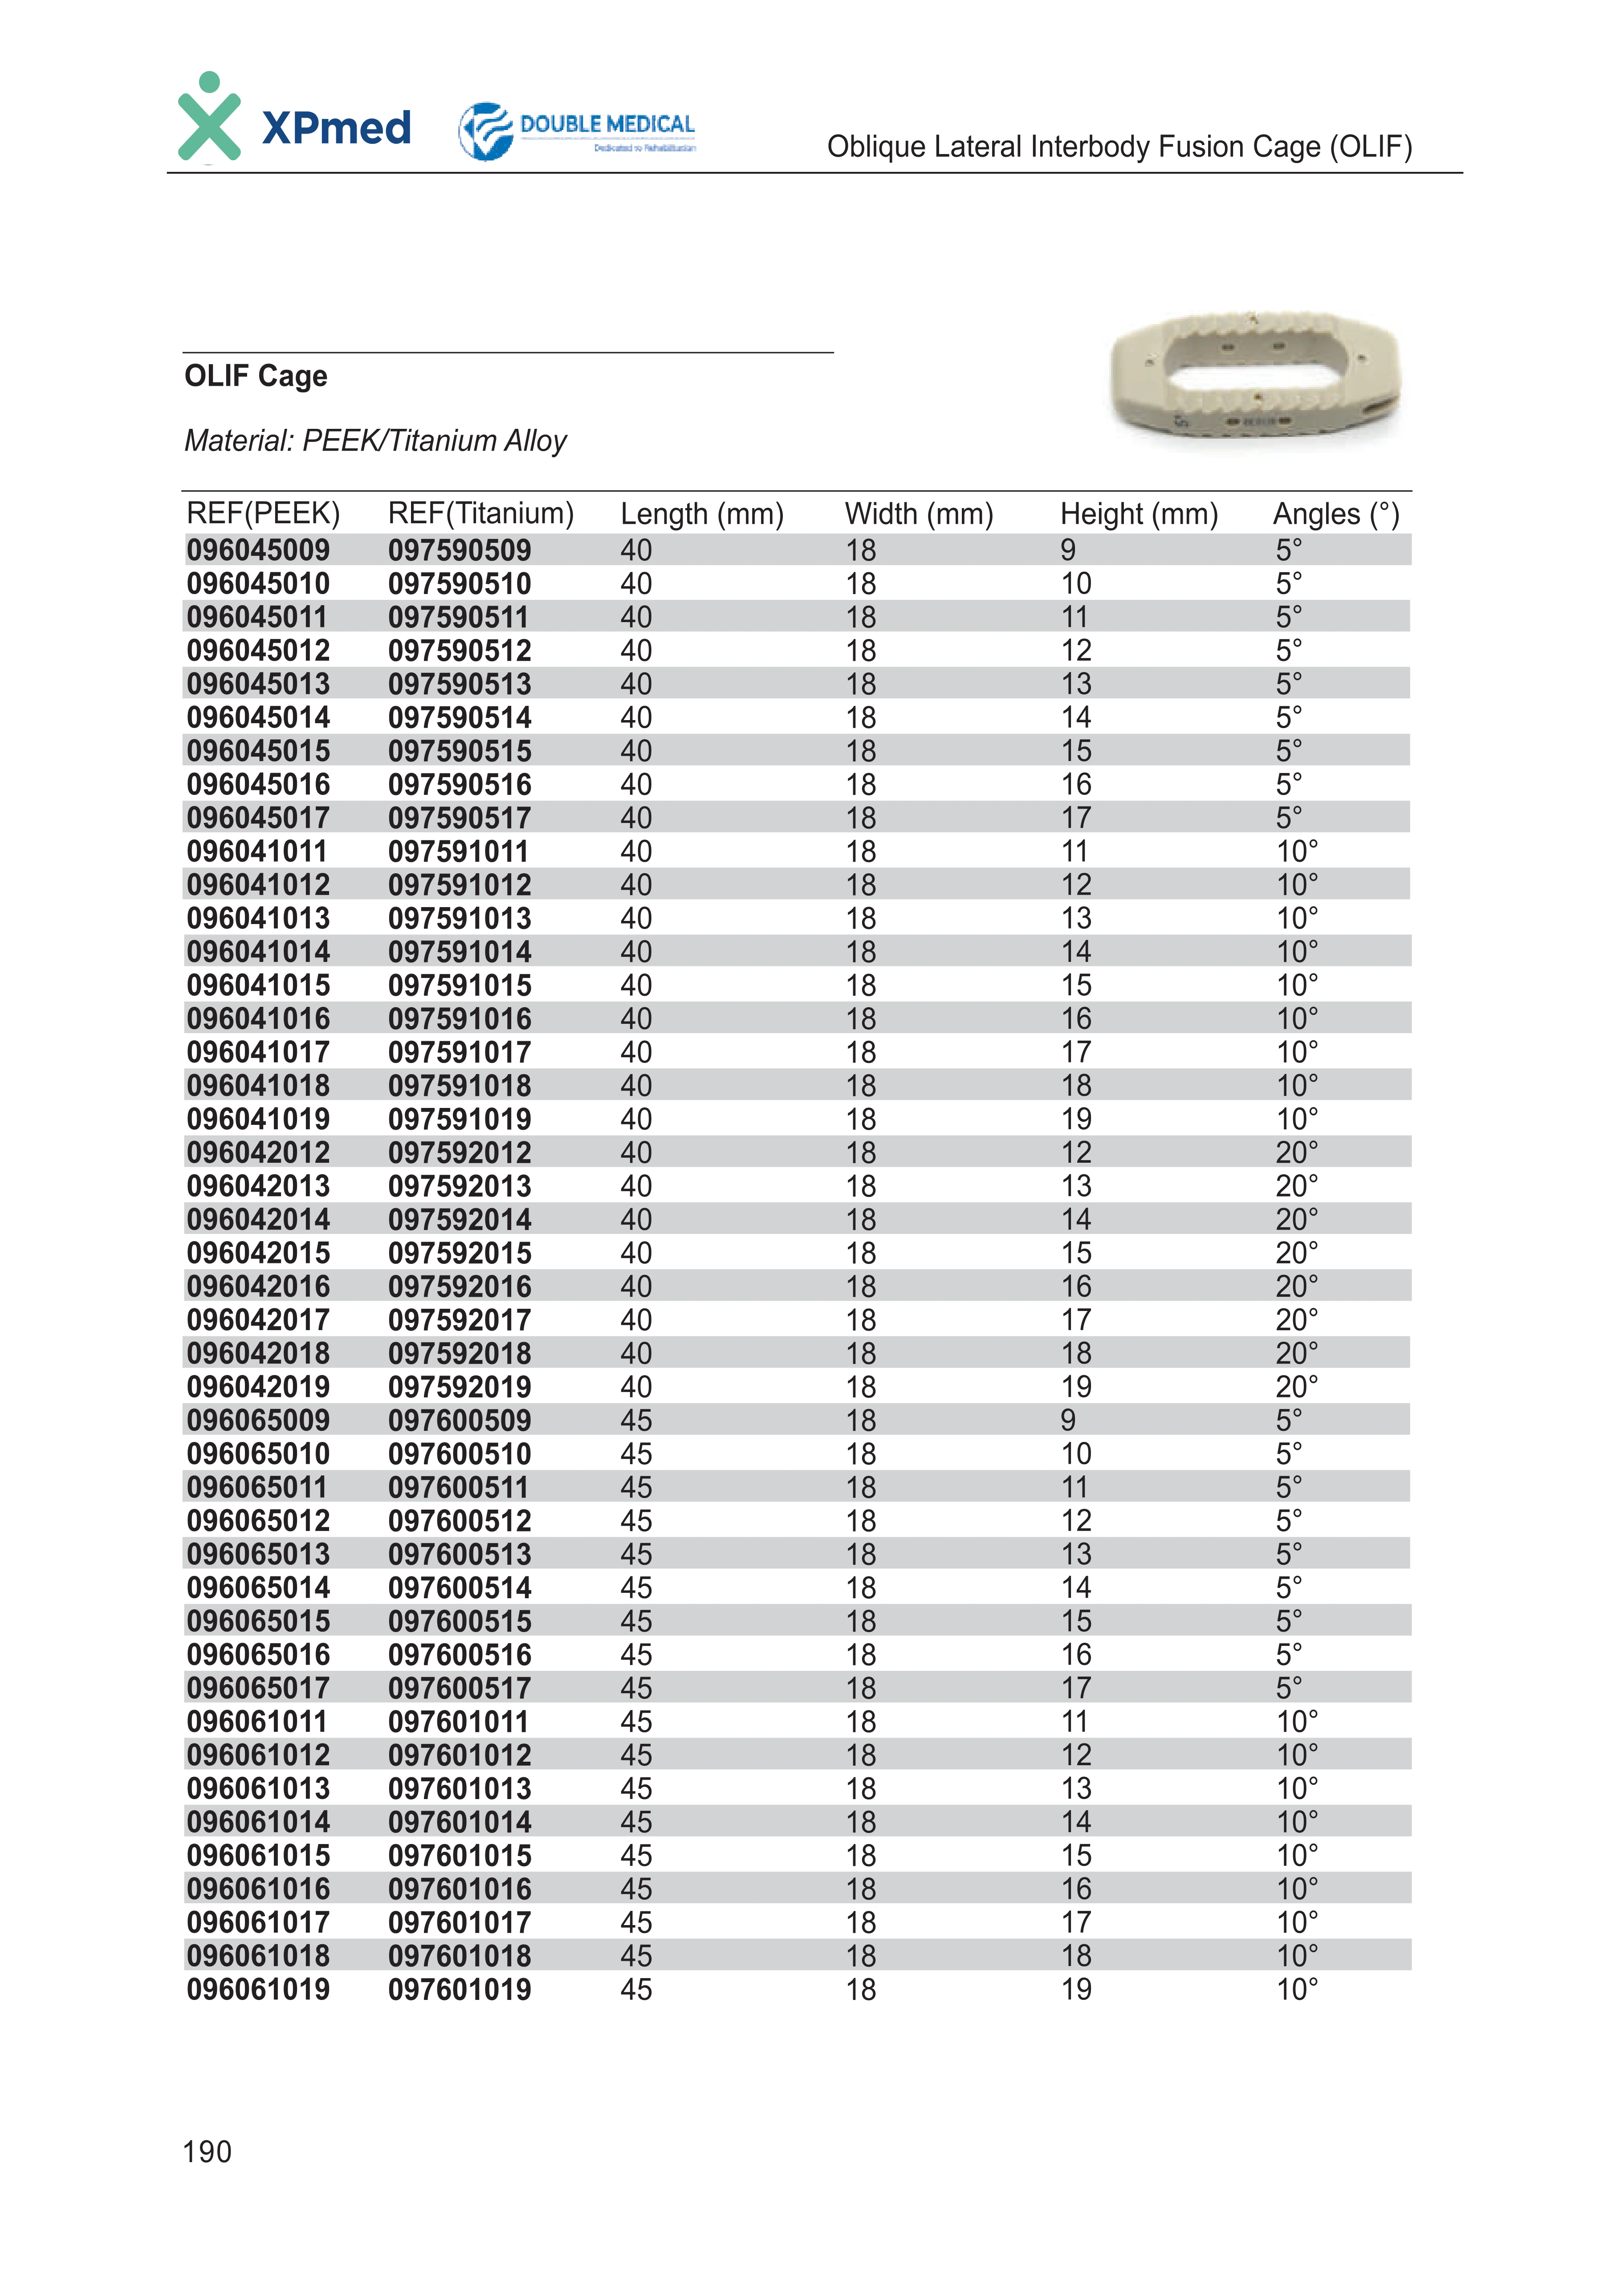 XPmed
DOUBLE MEDICAL
Dedicated to Rehabilitation
Oblique Lateral Interbody Fusion Cage (OLIF)
OLIF Cage
Material: PEEK/Titanium Alloy
REF(PEEK) REF(Titanium) Length (mm) Width (mm) Height (mm) Angles (°)
096045009 097590509 40 18 9 5°
096045010 097590510 40 18 10 5°
096045011 097590511 40 18 11 5°
096045012 097590512 40 18 12 5°
096045013 097590513 40 18 13 5°
096045014 097590514 40 18 14 5°
096045015 097590515 40 18 15 5°
096045016 097590516 40 18 16 5°
096045017 097590517 40 18 17 5°
096041011 097591011 40 18 11 10°
096041012 097591012 40 18 12 10°
096041013 097591013 40 18 13 10°
096041014 097591014 40 18 14 10°
096041015 097591015 40 18 15 10°
096041016 097591016 40 18 16 10°
096041017 097591017 40 18 17 10°
096041018 097591018 40 18 18 10°
096041019 097591019 40 18 19 10°
096042012 097592012 40 18 12 20°
096042013 097592013 40 18 13 20°
096042014 097592014 40 18 14 20°
096042015 097592015 40 18 15 20°
096042016 097592016 40 18 16 20°
096042017 097592017 40 18 17 20°
096042018 097592018 40 18 18 20°
096042019 097592019 40 18 19 20°
096065009 097600509 45 18 9 5°
096065010 097600510 45 18 10 5°
096065011 097600511 45 18 11 5°
096065012 097600512 45 18 12 5°
096065013 097600513 45 18 13 5°
096065014 097600514 45 18 14 5°
096065015 097600515 45 18 15 5°
096065016 097600516 45 18 16 5°
096065017 097600517 45 18 17 5°
096061011 097601011 45 18 11 10°
096061012 097601012 45 18 12 10°
096061013 097601013 45 18 13 10°
096061014 097601014 45 18 14 10°
096061015 097601015 45 18 15 10°
096061016 097601016 45 18 16 10°
096061017 097601017 45 18 17 10°
096061018 097601018 45 18 18 10°
096061019 097601019 45 18 19 10°
190